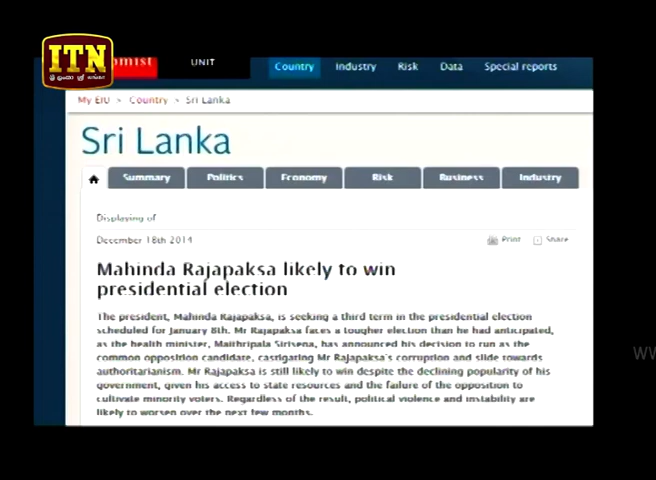 ITN
ශ්‍රී ලංකා ශ්‍රී லங்கா
omist
UNIT
Country Industry Risk Data Special reports
My EIU > Country > Sri Lanka
Sri Lanka
Summary Politics Economy Risk Business Industry
Displaying of
December 18th 2014
Print Share
Mahinda Rajapaksa likely to win
presidential election
The president, Mahinda Rajapaksa, is seeking a third term in the presidential election
scheduled for January 8th. Mr Rajapaksa faces a tougher election than he had anticipated,
as the health minister, Maithripala Sirisena, has announced his decision to run as the
common opposition candidate, castigating Mr Rajapaksa's corruption and slide towards
authoritarianism. Mr Rajapaksa is still likely to win despite the declining popularity of his
government, given his access to state resources and the failure of the opposition to
cultivate minority voters. Regardless of the result, political violence and instability are
likely to worsen over the next few months.